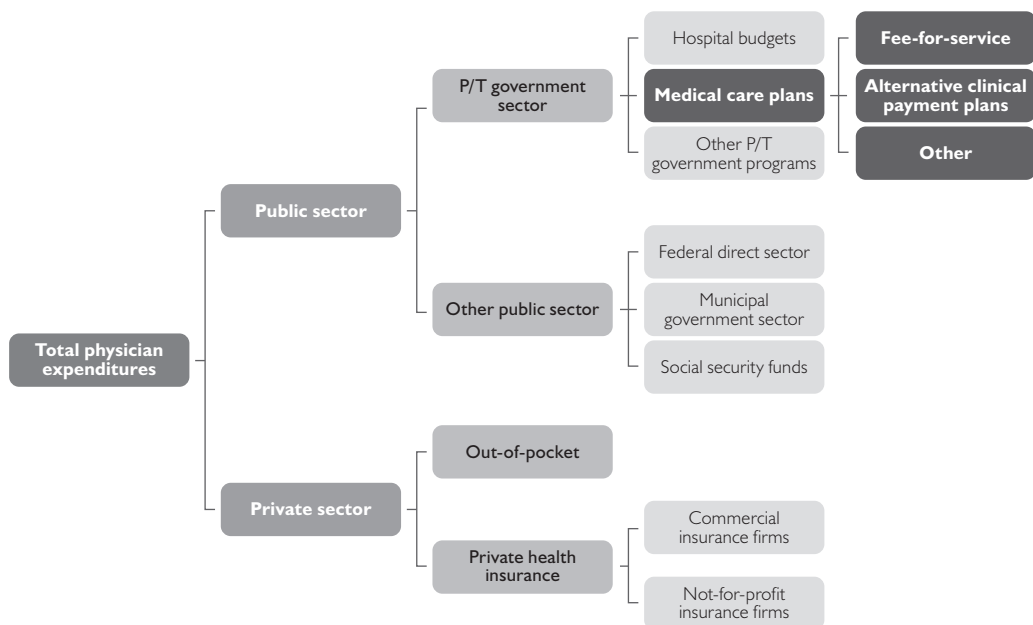 Total physician
expenditures
Public sector
P/T government
sector
Hospital budgets
Medical care plans
Fee-for-service
Alternative clinical
payment plans
Other
Other P/T
government programs
Other public sector
Federal direct sector
Municipal
government sector
Social security funds
Private sector
Out-of-pocket
Private health
insurance
Commercial
insurance firms
Not-for-profit
insurance firms